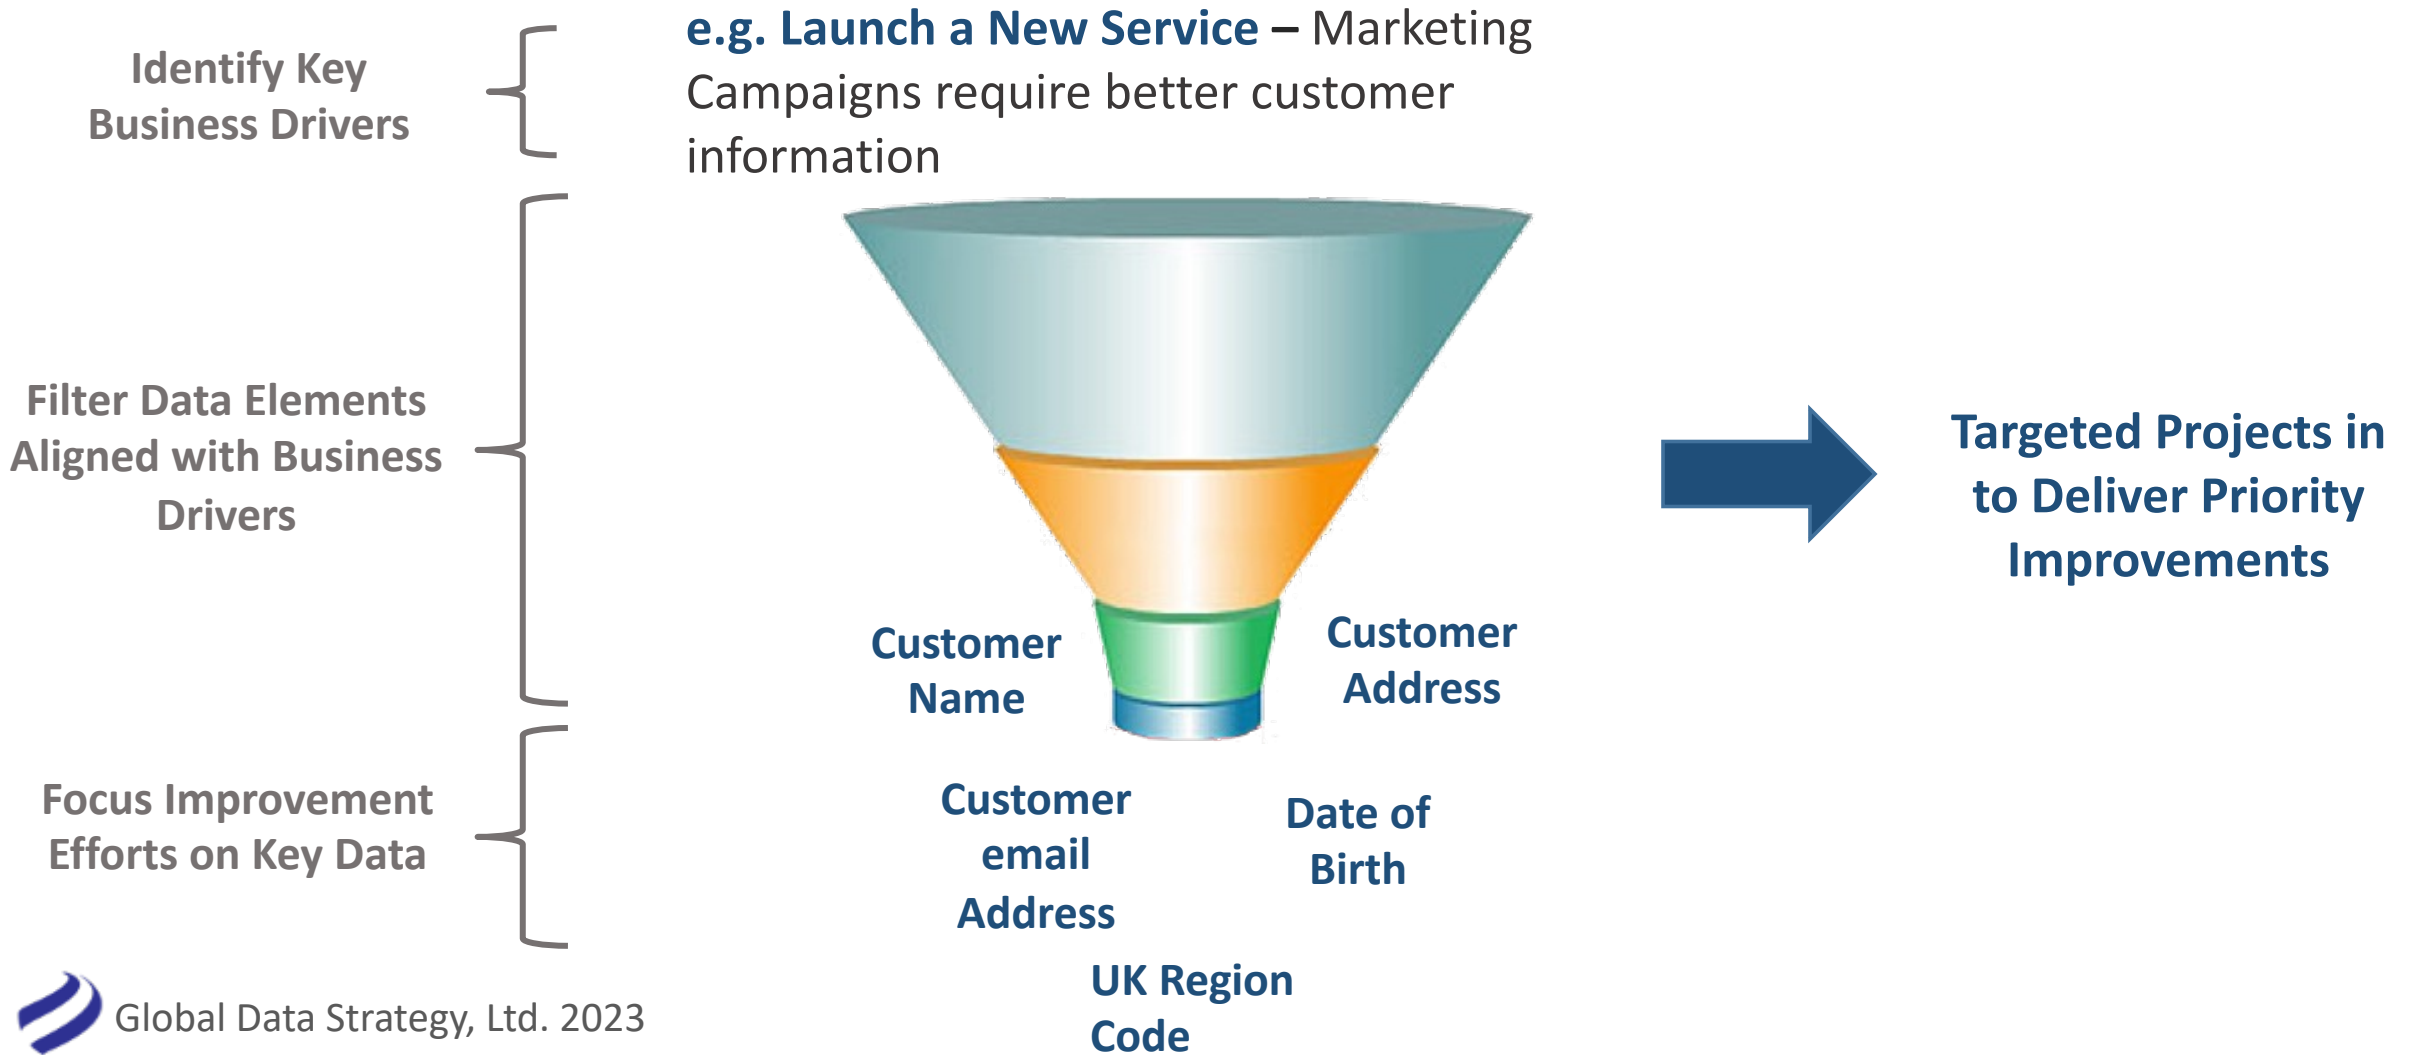 Identify Key
Business Drivers
e.g. Launch a New Service – Marketing
Campaigns require better customer
information
Filter Data Elements
Aligned with Business
Drivers
Targeted Projects in
to Deliver Priority
Improvements
Customer
Name
Customer
Address
Focus Improvement
Efforts on Key Data
Customer
email
Address
Date of
Birth
UK Region
Code
Global Data Strategy, Ltd. 2023